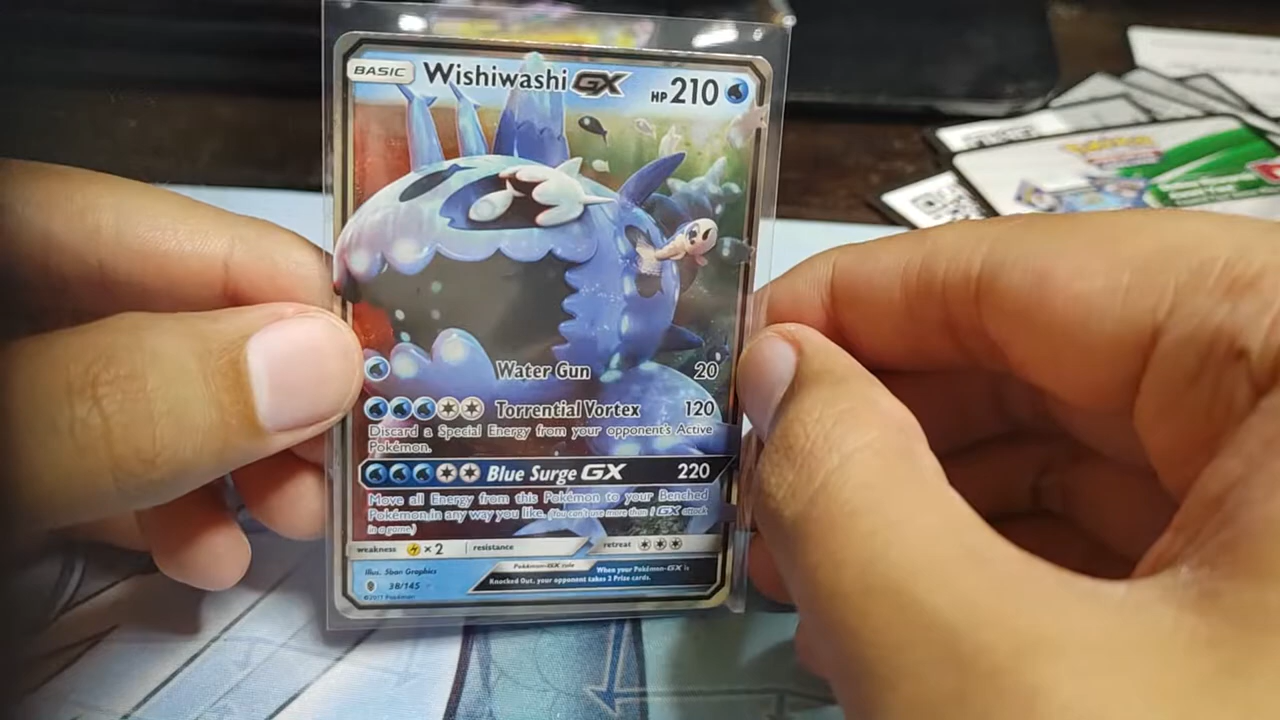 BASIC Wishiwashi GX HP 210
Water Gun 20
Torrential Vortex 120
Discard a Special Energy from your opponent's Active
Pokémon.
Blue Surge GX 220
Move all Energy from this Pokémon to your Benched
Pokémon in any way you like. (You can't use more than 1 GX attack
in a game.)
weakness ×2 resistance retreat
Pokémon-GX rule When your Pokémon-GX is
Knocked Out, your opponent takes 2 Prize cards.
Illus. 5ban Graphics
38/145
©2017 Pokémon
Pokémon